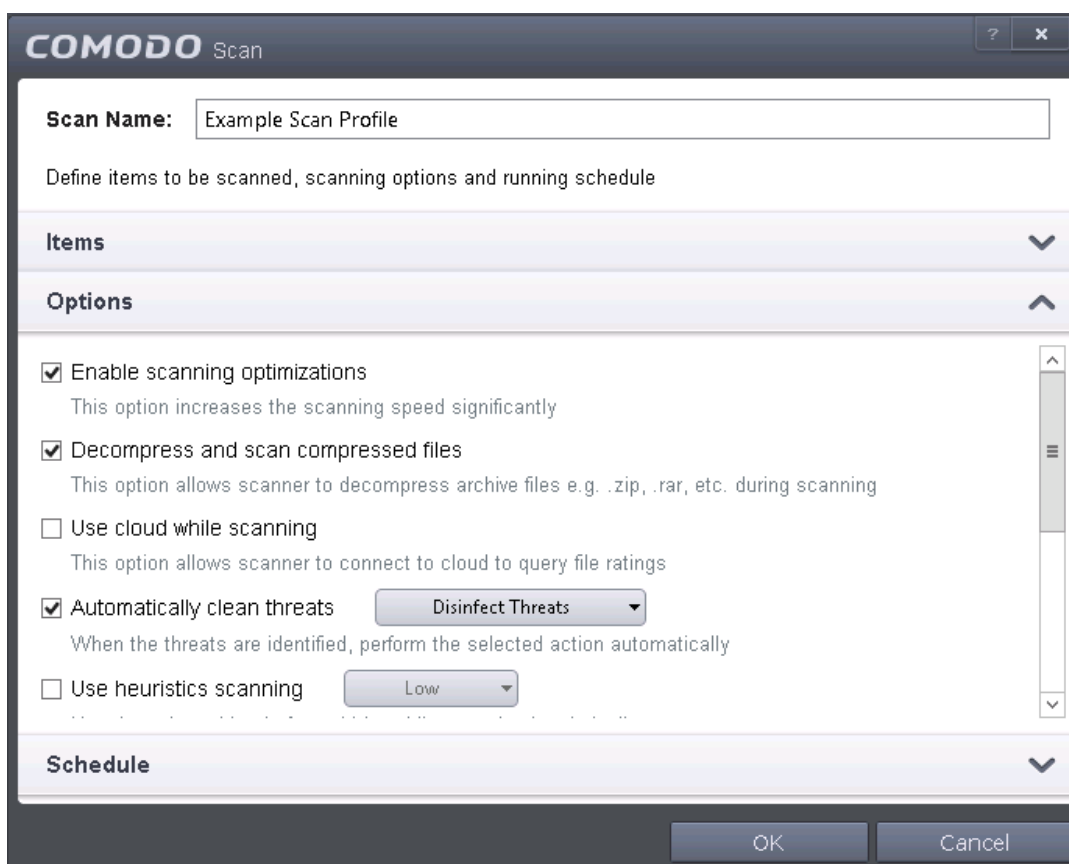 COMODO Scan
? x
Scan Name: Example Scan Profile
Define items to be scanned, scanning options and running schedule
Items
Options
Enable scanning optimizations
This option increases the scanning speed significantly
Decompress and scan compressed files
This option allows scanner to decompress archive files e.g. .zip, .rar, etc. during scanning
Use cloud while scanning
This option allows scanner to connect to cloud to query file ratings
Automatically clean threats Disinfect Threats
When the threats are identified, perform the selected action automatically
Use heuristics scanning Low
Schedule
OK Cancel